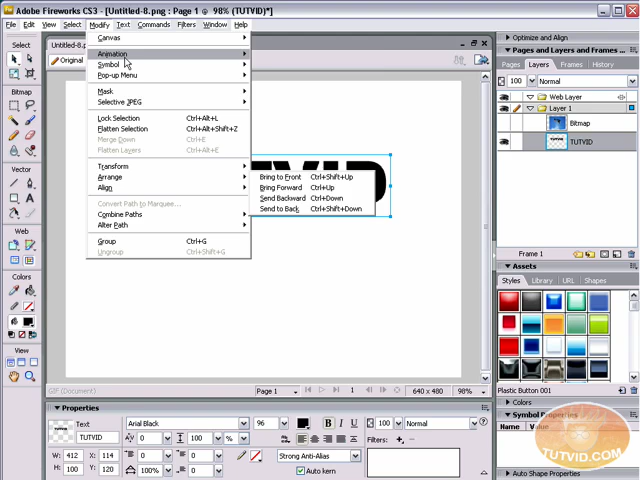 Adobe Fireworks CS3 - [Untitled-8.png : Page 1 @ 98%*]
File Edit View Select Modify Text Commands Filters Window Help
Select
Bitmap
Vector
Web
Colors
View
Untitled-8.p
Original
Canvas
Animation
Symbol
Pop-up Menu
Mask
Selective JPEG
Lock Selection Ctrl+Alt+L
Flatten Selection Ctrl+Alt+Shift+Z
Merge Down Ctrl+E
Flatten Layers Ctrl+Alt+E
Transform
Arrange
Align
Convert Path to Marquee...
Combine Paths
Alter Path
Group Ctrl+G
Ungroup Ctrl+Shift+G
Bring to Front Ctrl+Shift+Up
Bring Forward Ctrl+Up
Send Backward Ctrl+Down
Send to Back Ctrl+Shift+Down
GIF (Document)
Page 1
1
640 x 480
98%
Optimize and Align
Pages and Layers and Frames ...
Pages Layers Frames History
100 Normal
Web Layer
Layer 1
Bitmap
TUTVID
Frame 1
Assets
Styles Library URL Shapes
Plastic Button 001
Colors
Symbol Properties
Name Value
TUTVID.COM
Auto Shape Properties
Properties
Text
TUTVID
Arial Black 96 B I U 100 Normal
0 100 % Filters:
0 0 Strong Anti-Alias
100% 0 Auto kern
W: 412 X: 114
H: 100 Y: 120